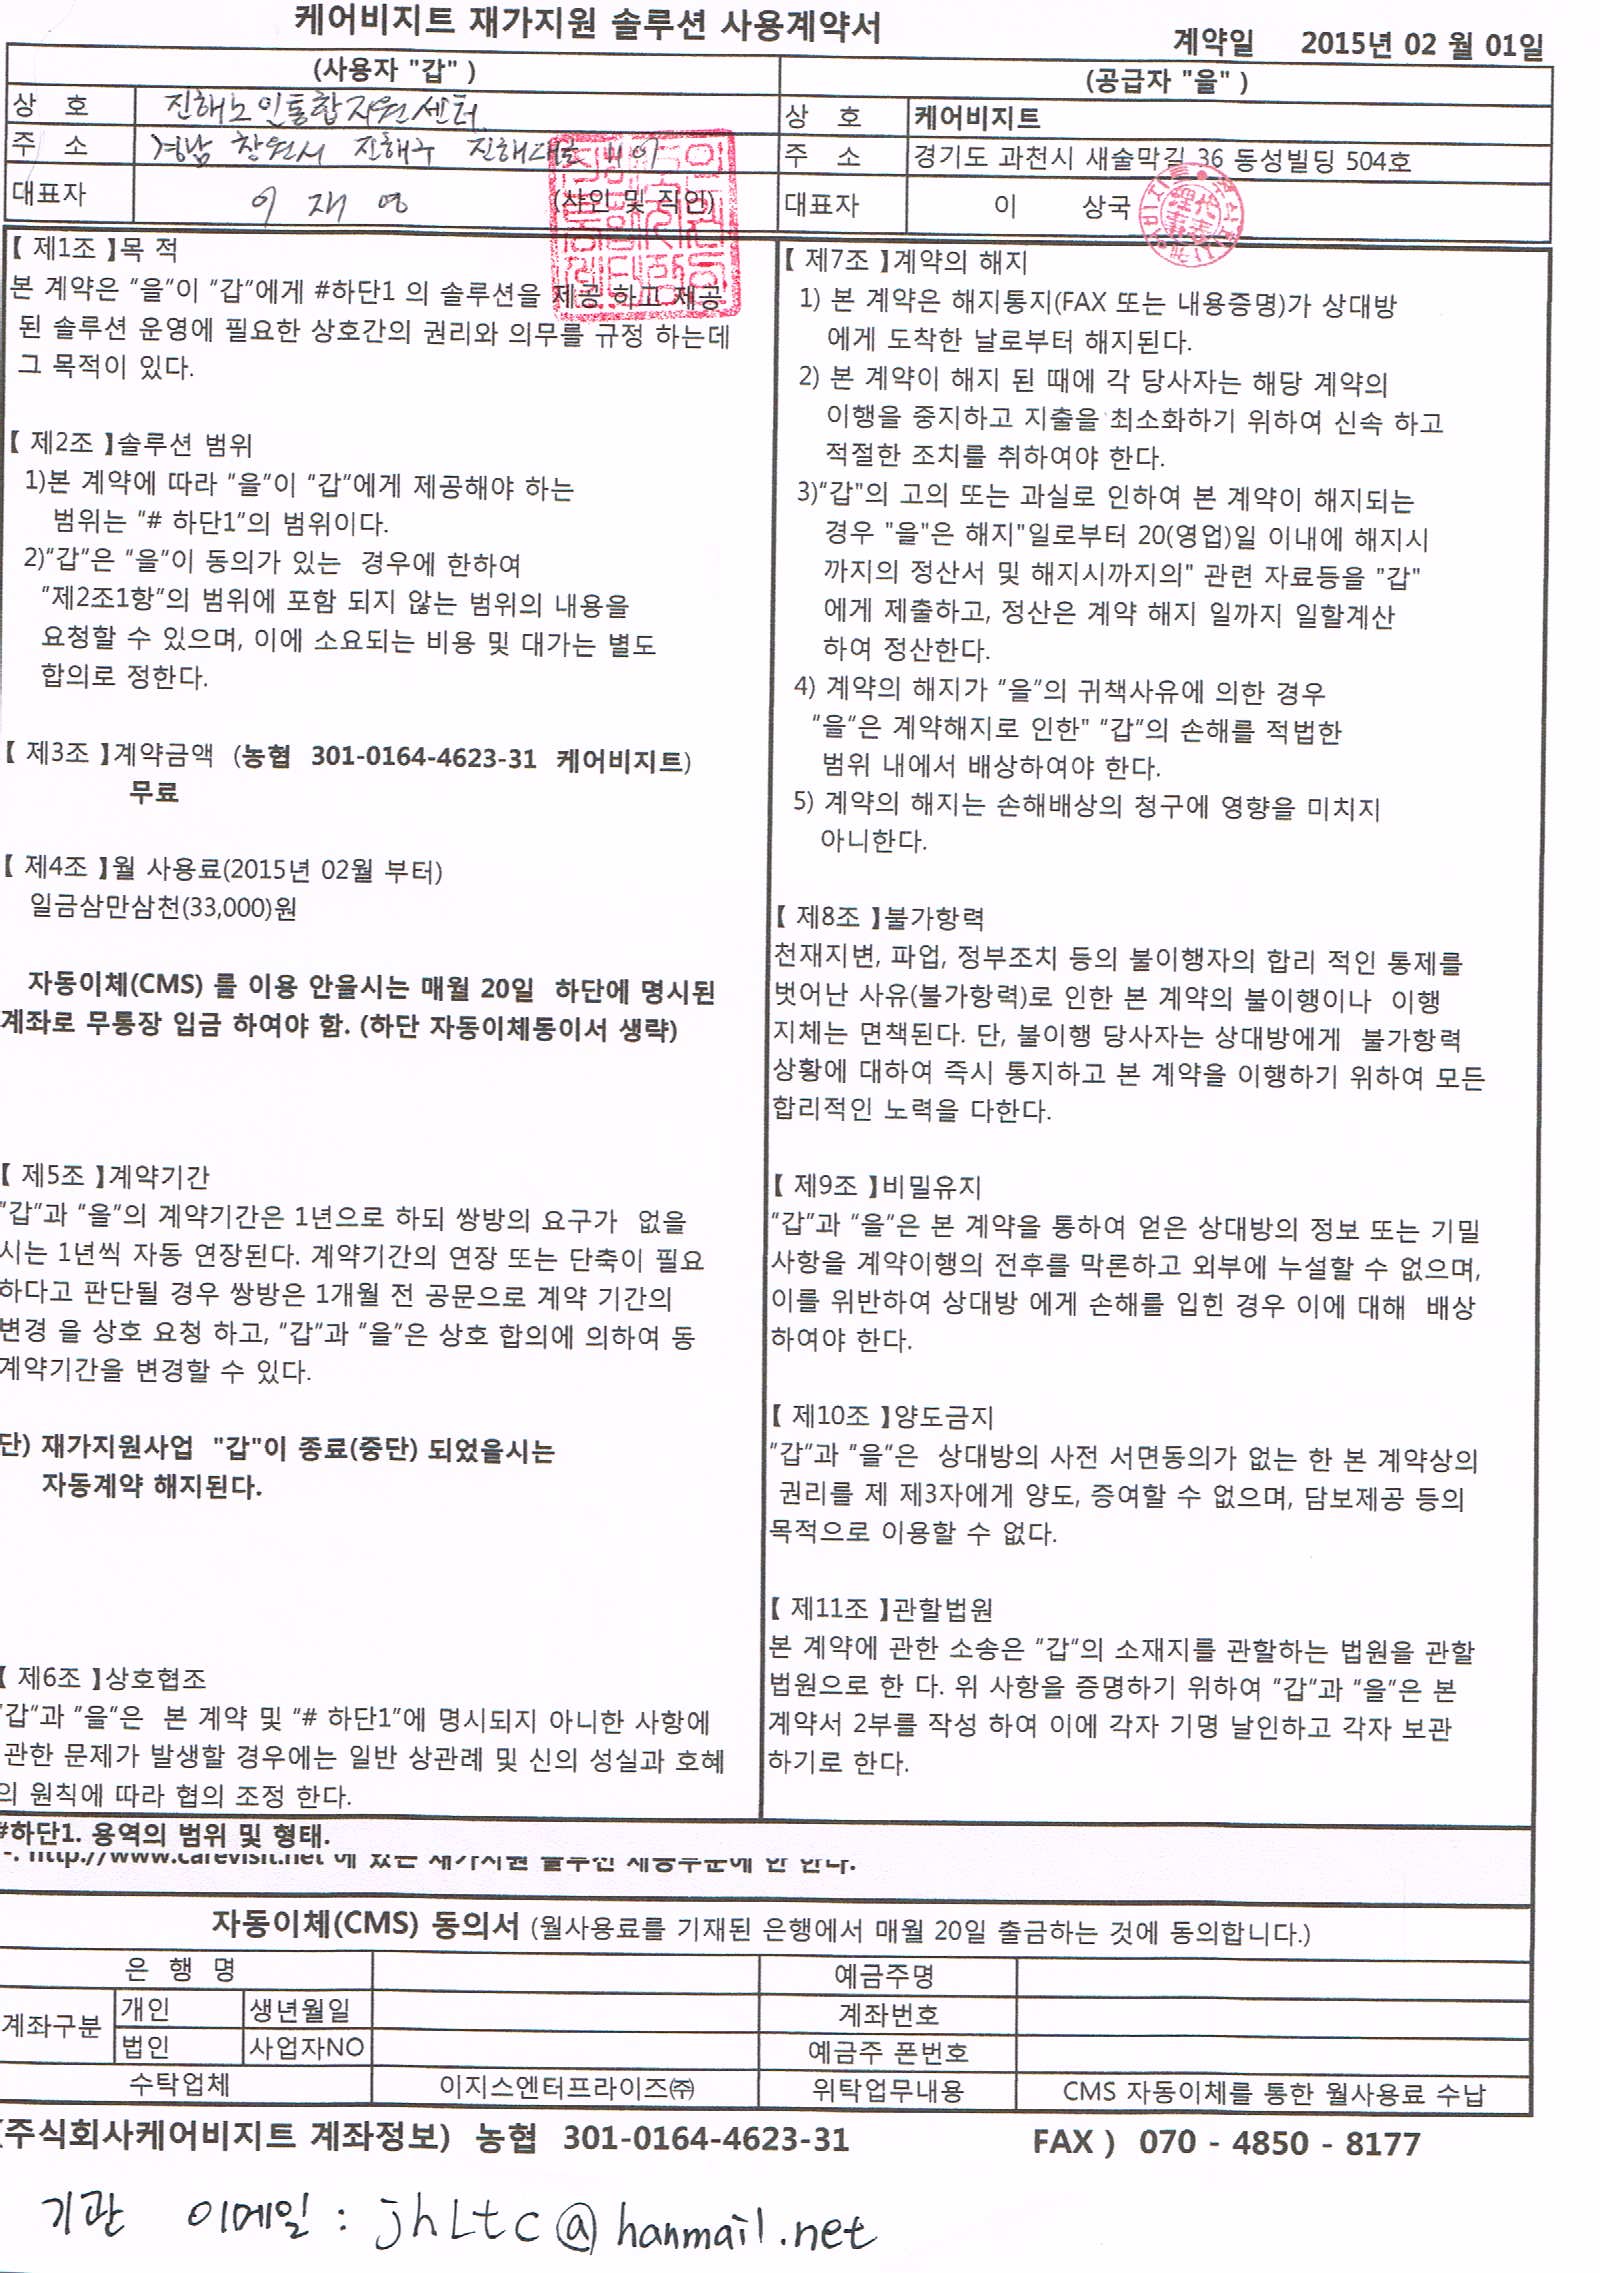 케어비지트 재가지원 솔루션 사용계약서
계약일 2015년 02 월 01일
(사용자 "갑" )
상 호 진해노인통합지원센터
주 소 경남 창원시 진해구 진해대로
대표자 이 재 영 (사인 및 직인)
(공급자 "을" )
상 호 케어비지트
주 소 경기도 과천시 새술막길 36 동성빌딩 504호
대표자 이 상국
【 제1조 】목 적
본 계약은 "을"이 "갑"에게 #하단1 의 솔루션을 제공 하고 제공
된 솔루션 운영에 필요한 상호간의 권리와 의무를 규정 하는데
그 목적이 있다.
【 제2조 】솔루션 범위
1)본 계약에 따라 "을"이 "갑"에게 제공해야 하는
범위는 "# 하단1"의 범위이다.
2)"갑"은 "을"이 동의가 있는 경우에 한하여
"제2조1항"의 범위에 포함 되지 않는 범위의 내용을
요청할 수 있으며, 이에 소요되는 비용 및 대가는 별도
합의로 정한다.
【 제3조 】계약금액 (농협 301-0164-4623-31 케어비지트)
무료
【 제4조 】월 사용료(2015년 02월 부터)
일금삼만삼천(33,000)원
자동이체(CMS) 를 이용 안울시는 매월 20일 하단에 명시된
계좌로 무통장 입금 하여야 함. (하단 자동이체동이서 생략)
【 제5조 】계약기간
"갑"과 "을"의 계약기간은 1년으로 하되 쌍방의 요구가 없을
시는 1년씩 자동 연장된다. 계약기간의 연장 또는 단축이 필요
하다고 판단될 경우 쌍방은 1개월 전 공문으로 계약 기간의
변경 을 상호 요청 하고, "갑"과 "을"은 상호 합의에 의하여 동
계약기간을 변경할 수 있다.
단) 재가지원사업 "갑"이 종료(중단) 되었을시는
자동계약 해지된다.
【 제6조 】상호협조
"갑"과 "을"은 본 계약 및 "# 하단1"에 명시되지 아니한 사항에
관한 문제가 발생할 경우에는 일반 상관례 및 신의 성실과 호혜
의 원칙에 따라 협의 조정 한다.
【 제7조 】계약의 해지
1) 본 계약은 해지통지(FAX 또는 내용증명)가 상대방
에게 도착한 날로부터 해지된다.
2) 본 계약이 해지 된 때에 각 당사자는 해당 계약의
이행을 중지하고 지출을 최소화하기 위하여 신속 하고
적절한 조치를 취하여야 한다.
3)"갑"의 고의 또는 과실로 인하여 본 계약이 해지되는
경우 "을"은 해지"일로부터 20(영업)일 이내에 해지시
까지의 정산서 및 해지시까지의" 관련 자료등을 "갑"
에게 제출하고, 정산은 계약 해지 일까지 일할계산
하여 정산한다.
4) 계약의 해지가 "을"의 귀책사유에 의한 경우
"을"은 계약해지로 인한" "갑"의 손해를 적법한
범위 내에서 배상하여야 한다.
5) 계약의 해지는 손해배상의 청구에 영향을 미치지
아니한다.
【 제8조 】불가항력
천재지변, 파업, 정부조치 등의 불이행자의 합리 적인 통제를
벗어난 사유(불가항력)로 인한 본 계약의 불이행이나 이행
지체는 면책된다. 단, 불이행 당사자는 상대방에게 불가항력
상황에 대하여 즉시 통지하고 본 계약을 이행하기 위하여 모든
합리적인 노력을 다한다.
【 제9조 】비밀유지
"갑"과 "을"은 본 계약을 통하여 얻은 상대방의 정보 또는 기밀
사항을 계약이행의 전후를 막론하고 외부에 누설할 수 없으며,
이를 위반하여 상대방 에게 손해를 입힌 경우 이에 대해 배상
하여야 한다.
【 제10조 】양도금지
"갑"과 "을"은 상대방의 사전 서면동의가 없는 한 본 계약상의
권리를 제 제3자에게 양도, 증여할 수 없으며, 담보제공 등의
목적으로 이용할 수 없다.
【 제11조 】관할법원
본 계약에 관한 소송은 "갑"의 소재지를 관할하는 법원을 관할
법원으로 한 다. 위 사항을 증명하기 위하여 "갑"과 "을"은 본
계약서 2부를 작성 하여 이에 각자 기명 날인하고 각자 보관
하기로 한다.
#하단1. 용역의 범위 및 형태.
-. http://www.carevisit.net 에 있는 재가지원 솔루션 제공부분에 한 한다.
자동이체(CMS) 동의서 (월사용료를 기재된 은행에서 매월 20일 출금하는 것에 동의합니다.)
은 행 명 예금주명
계좌구분 개인 생년월일 계좌번호
법인 사업자NO 예금주 폰번호
수탁업체 이지스엔터프라이즈㈜ 위탁업무내용 CMS 자동이체를 통한 월사용료 수납
(주식회사케어비지트 계좌정보) 농협 301-0164-4623-31 FAX ) 070 - 4850 - 8177
기관 이메일 : jhLtc@hanmail.net